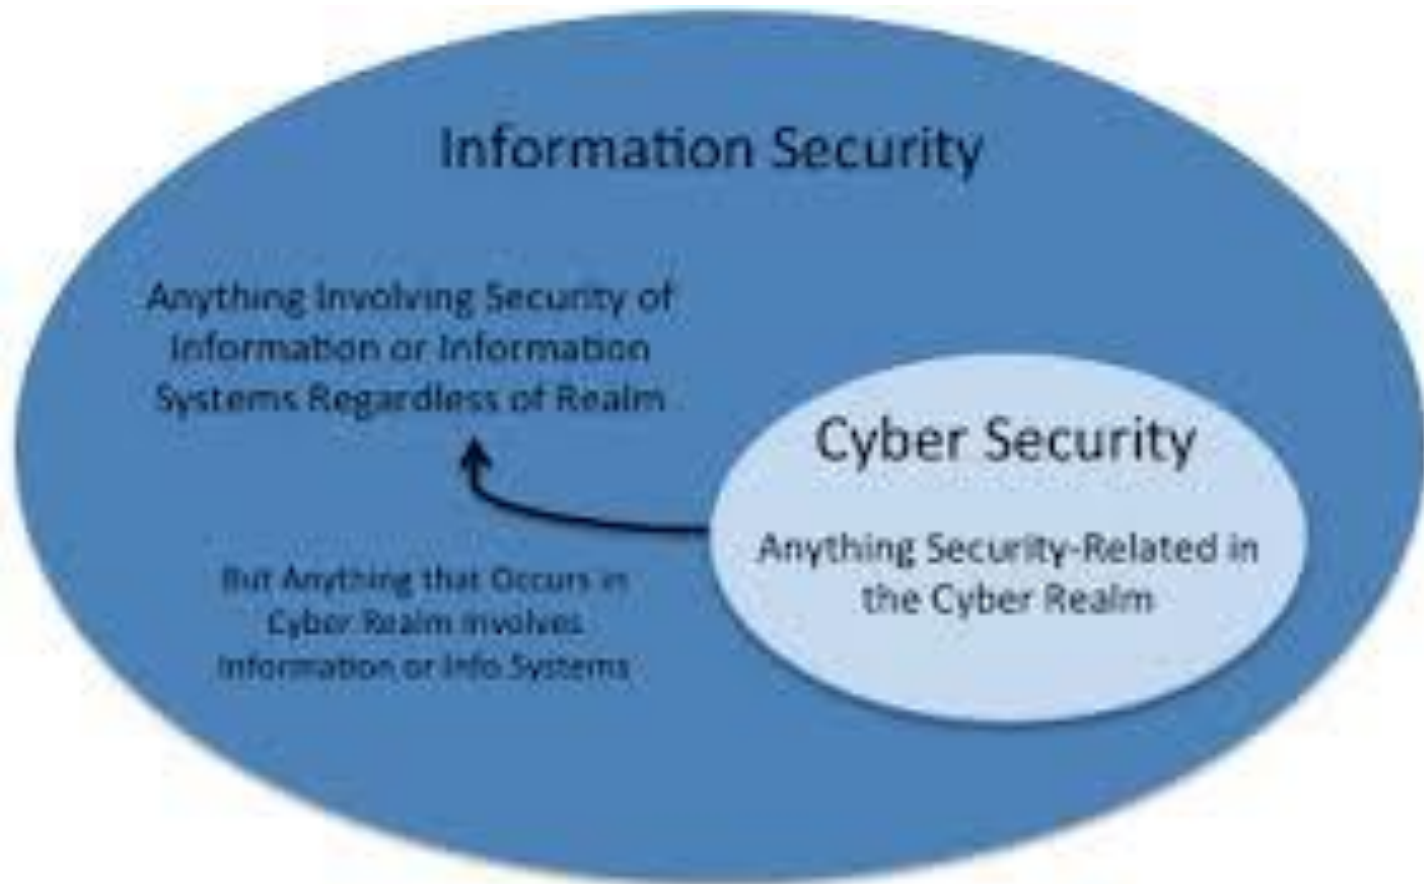 Information Security
Anything Involving Security of
Information or Information
Systems Regardless of Realm
Cyber Security
Anything Security-Related in
the Cyber Realm
But Anything that Occurs in
Cyber Realm Involves
Information or Info Systems